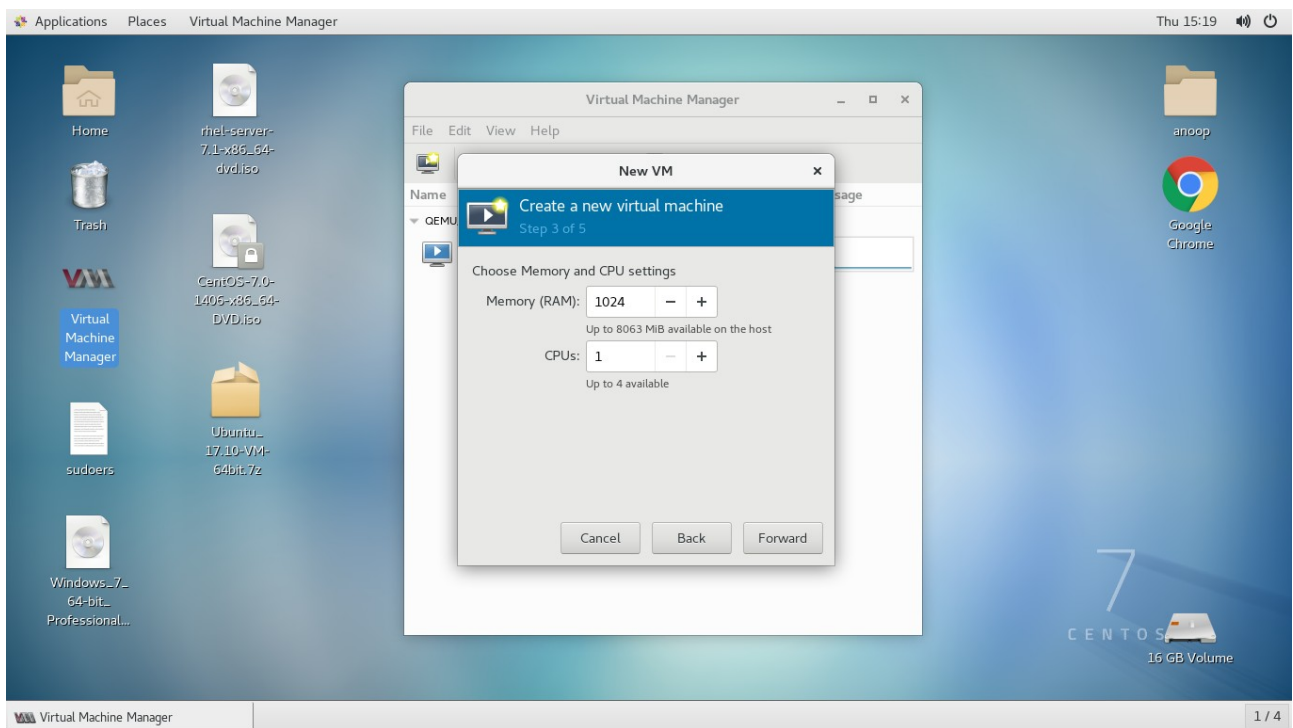 Applications Places Virtual Machine Manager Thu 15:19
Home
rhel-server-
7.1-x86_64-
dvd.iso
Trash
CentOS-7.0-
1406-x86_64-
DVD.iso
Virtual
Machine
Manager
Ubuntu_
17.10-VM-
64bit.7z
sudoers
Windows_7_
64-bit_
Professional...
Virtual Machine Manager
File Edit View Help
Name
QEMU
sage
New VM
Create a new virtual machine
Step 3 of 5
Choose Memory and CPU settings
Memory (RAM): 1024 − +
Up to 8063 MiB available on the host
CPUs: 1 − +
Up to 4 available
Cancel Back Forward
anoop
Google
Chrome
7
CENTOS
16 GB Volume
Virtual Machine Manager 1 / 4